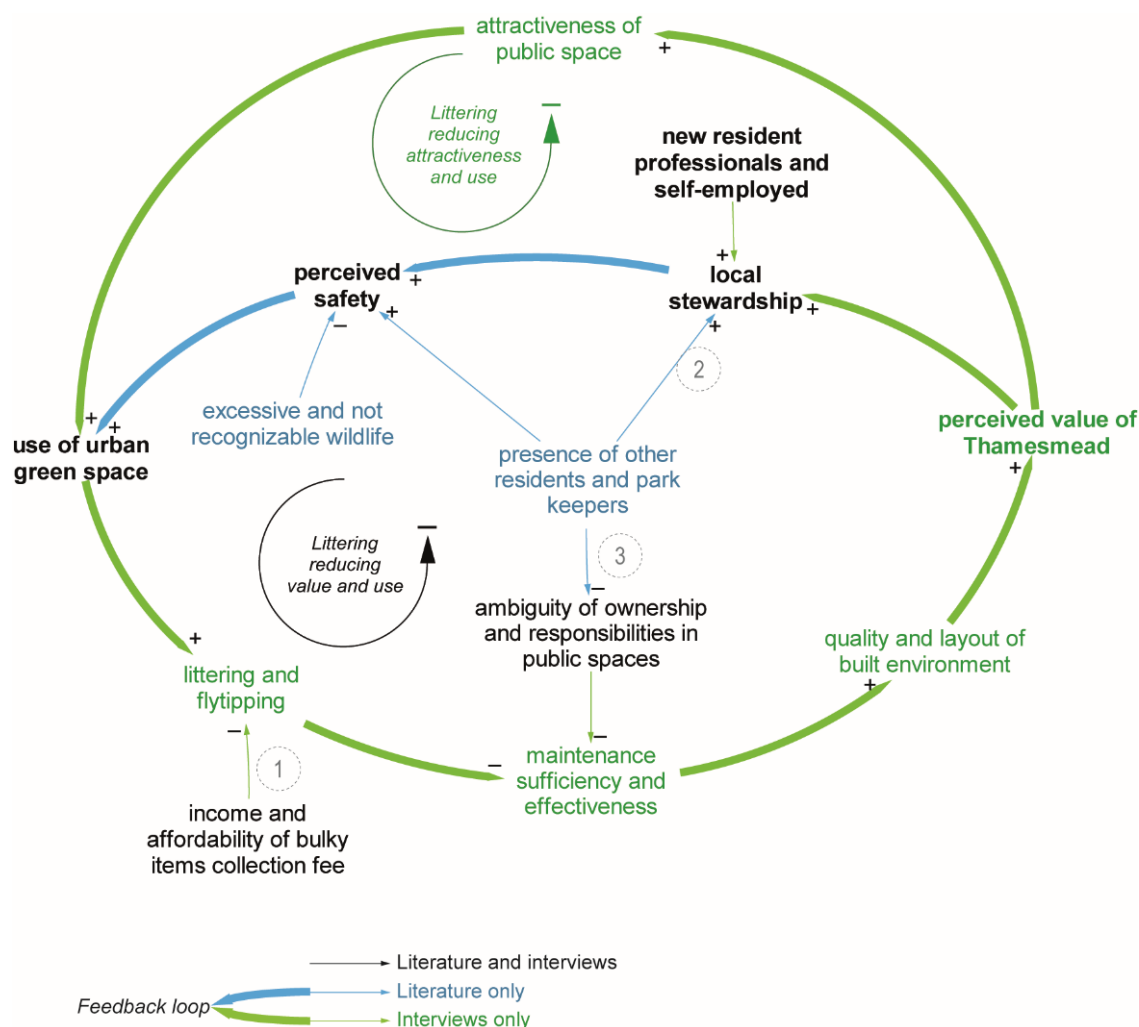 attractiveness of
public space
+
Littering
reducing
attractiveness
and use
−
new resident
professionals and
self-employed
+
perceived
safety
+
+
−
local
stewardship
+
+
2
excessive and not
recognizable wildlife
+
+
use of urban
green space
presence of other
residents and park
keepers
perceived value of
Thamesmead
+
−
Littering
reducing
value and use
3
−
ambiguity of ownership
and responsibilities in
public spaces
+
littering and
flytipping
−
1
quality and layout of
built environment
+
−
−
maintenance
sufficiency and
effectiveness
income and
affordability of bulky
items collection fee
Literature and interviews
Feedback loop
Literature only
Interviews only